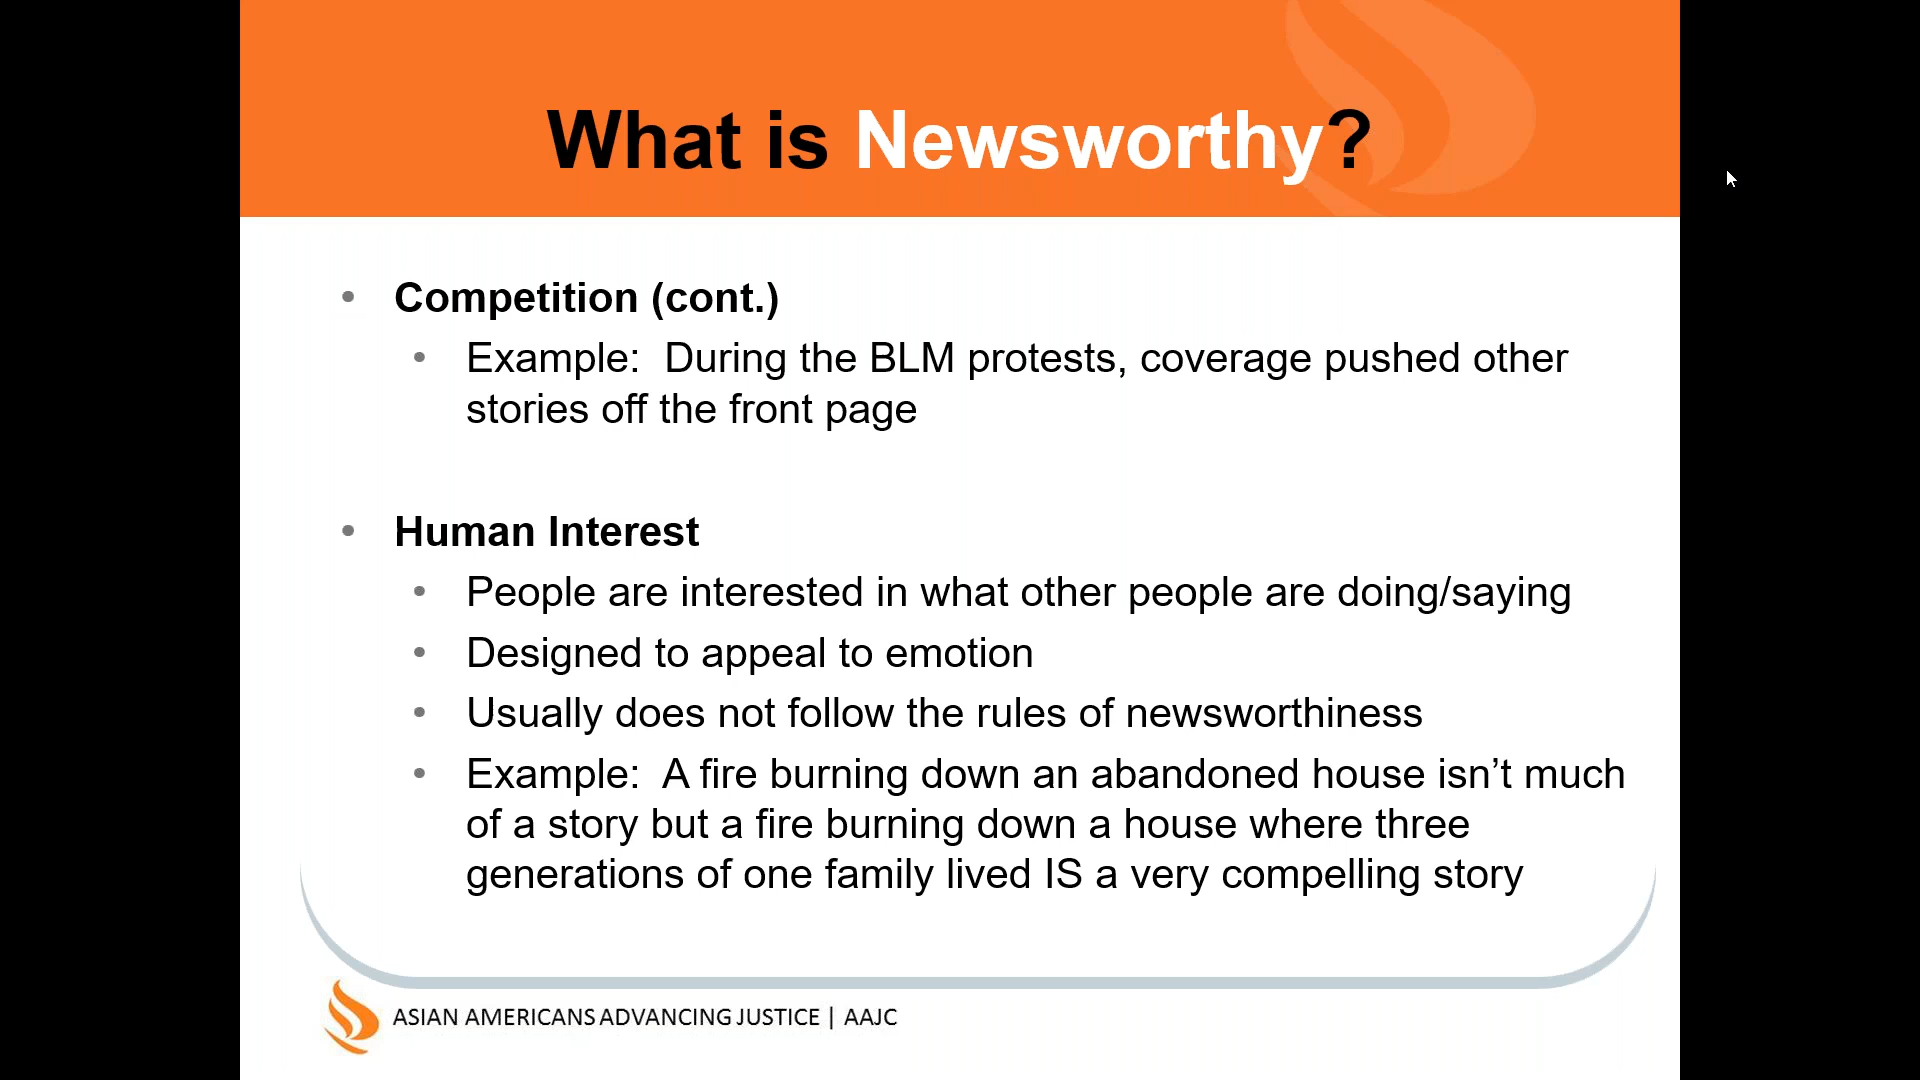 What is Newsworthy?
• Competition (cont.)
• Example:  During the BLM protests, coverage pushed other
stories off the front page
• Human Interest
• People are interested in what other people are doing/saying
• Designed to appeal to emotion
• Usually does not follow the rules of newsworthiness
• Example:  A fire burning down an abandoned house isn’t much
of a story but a fire burning down a house where three
generations of one family lived IS a very compelling story
ASIAN AMERICANS ADVANCING JUSTICE | AAJC